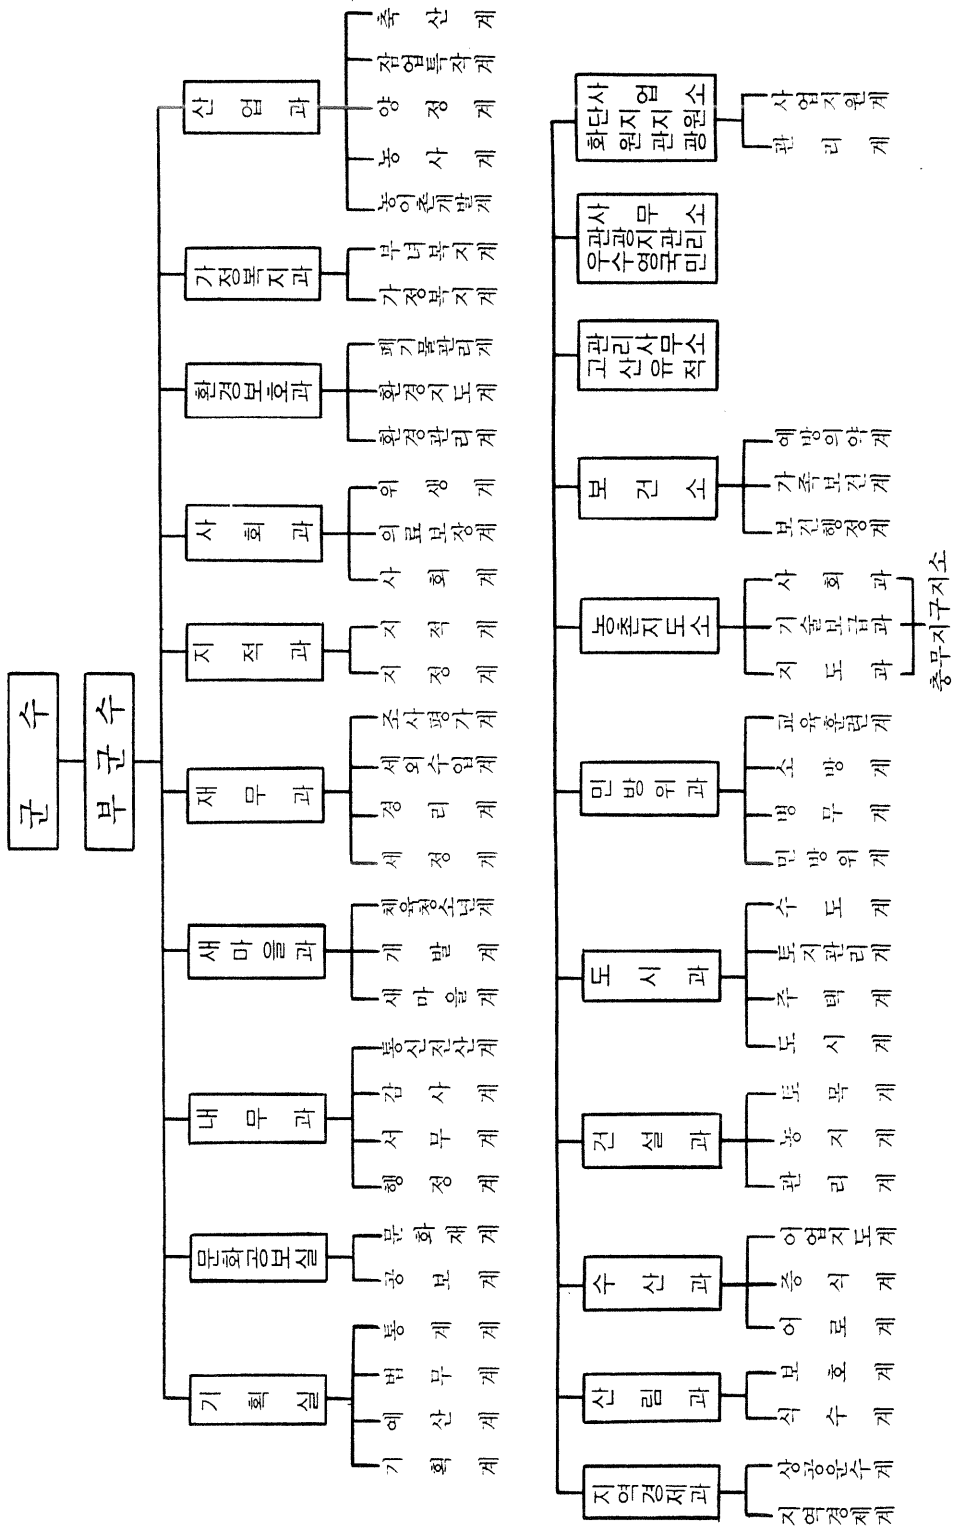 군수
부군수
기획실
기획계
예산계
법무계
통계계
문화공보실
공보계
문화재계
내무과
행정계
서무계
감사계
통신전산계
새마을과
새마을계
개발계
체육청소년계
재무과
세정계
경리계
세외수입계
조사평가계
지적과
지정계
지적계
사회과
사회계
의료보장계
위생계
환경보호과
환경관리계
환경지도계
폐기물관리계
가정복지과
가정복지계
부녀복지계
산업과
농어촌개발계
농사계
양정계
잠업특작계
축산계
지역경제과
지역경제계
상공운수계
산림과
식수계
보호계
수산과
어로계
증식계
어업지도계
건설과
관리계
농지계
토목계
도시과
도시계
주택계
토지관리계
수도계
민방위과
민방위계
병무계
소방계
교육훈련계
농촌지도소
지도과
기술보급과
사회과
충무지구지소
보건소
보건행정계
가족보건계
예방의약계
고산유적
관리사무소
우수영국민
관광지관리
사무소
화원관광
단지지원
사업소
관리계
사업지원계